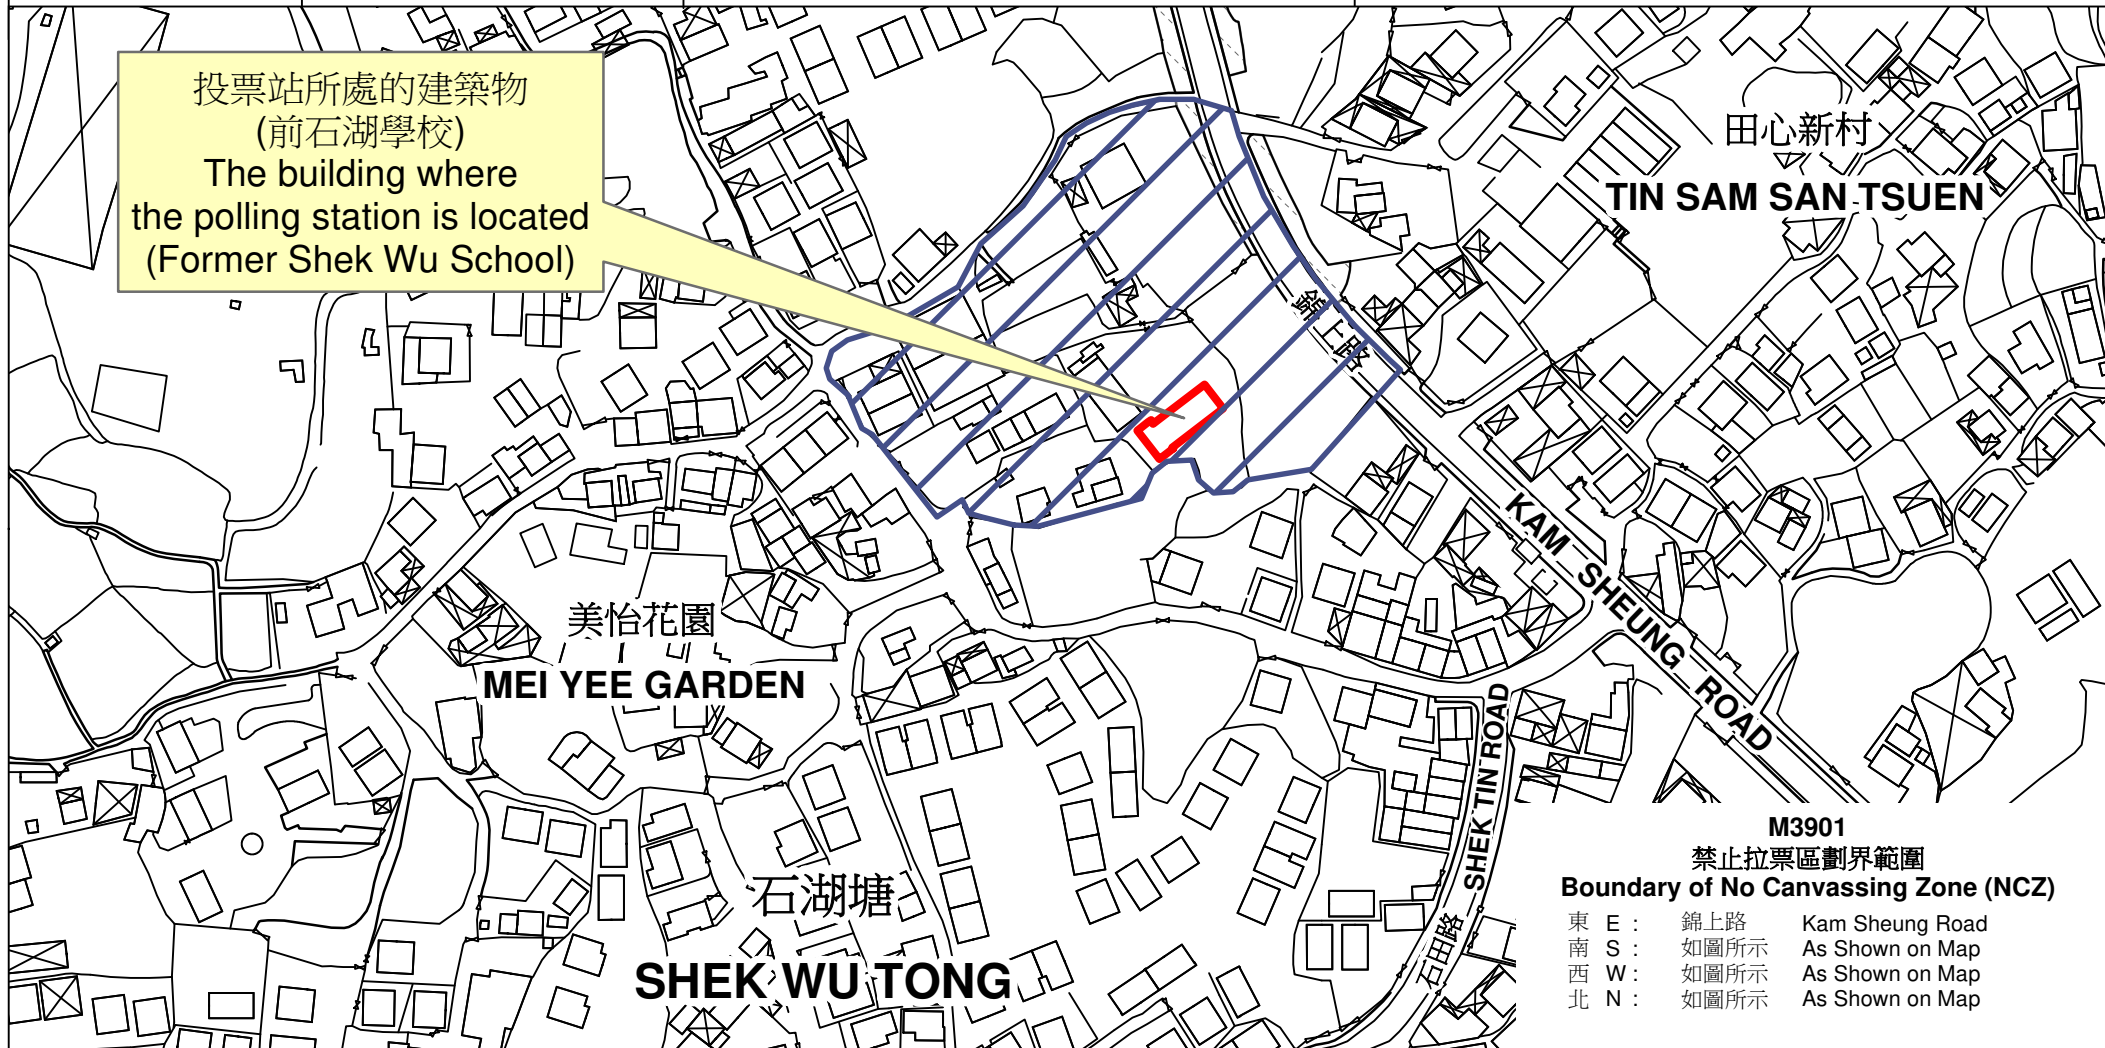 投票站所處的建築物
(前石湖學校)
The building where
the polling station is located
(Former Shek Wu School)
田心新村
TIN SAM SAN TSUEN
錦上路
KAM SHEUNG ROAD
美怡花園
MEI YEE GARDEN
SHEK TIN ROAD
石田路
石湖塘
SHEK WU TONG
M3901
禁止拉票區劃界範圍
Boundary of No Canvassing Zone (NCZ)
東 E : 錦上路 Kam Sheung Road
南 S : 如圖所示 As Shown on Map
西 W : 如圖所示 As Shown on Map
北 N : 如圖所示 As Shown on Map